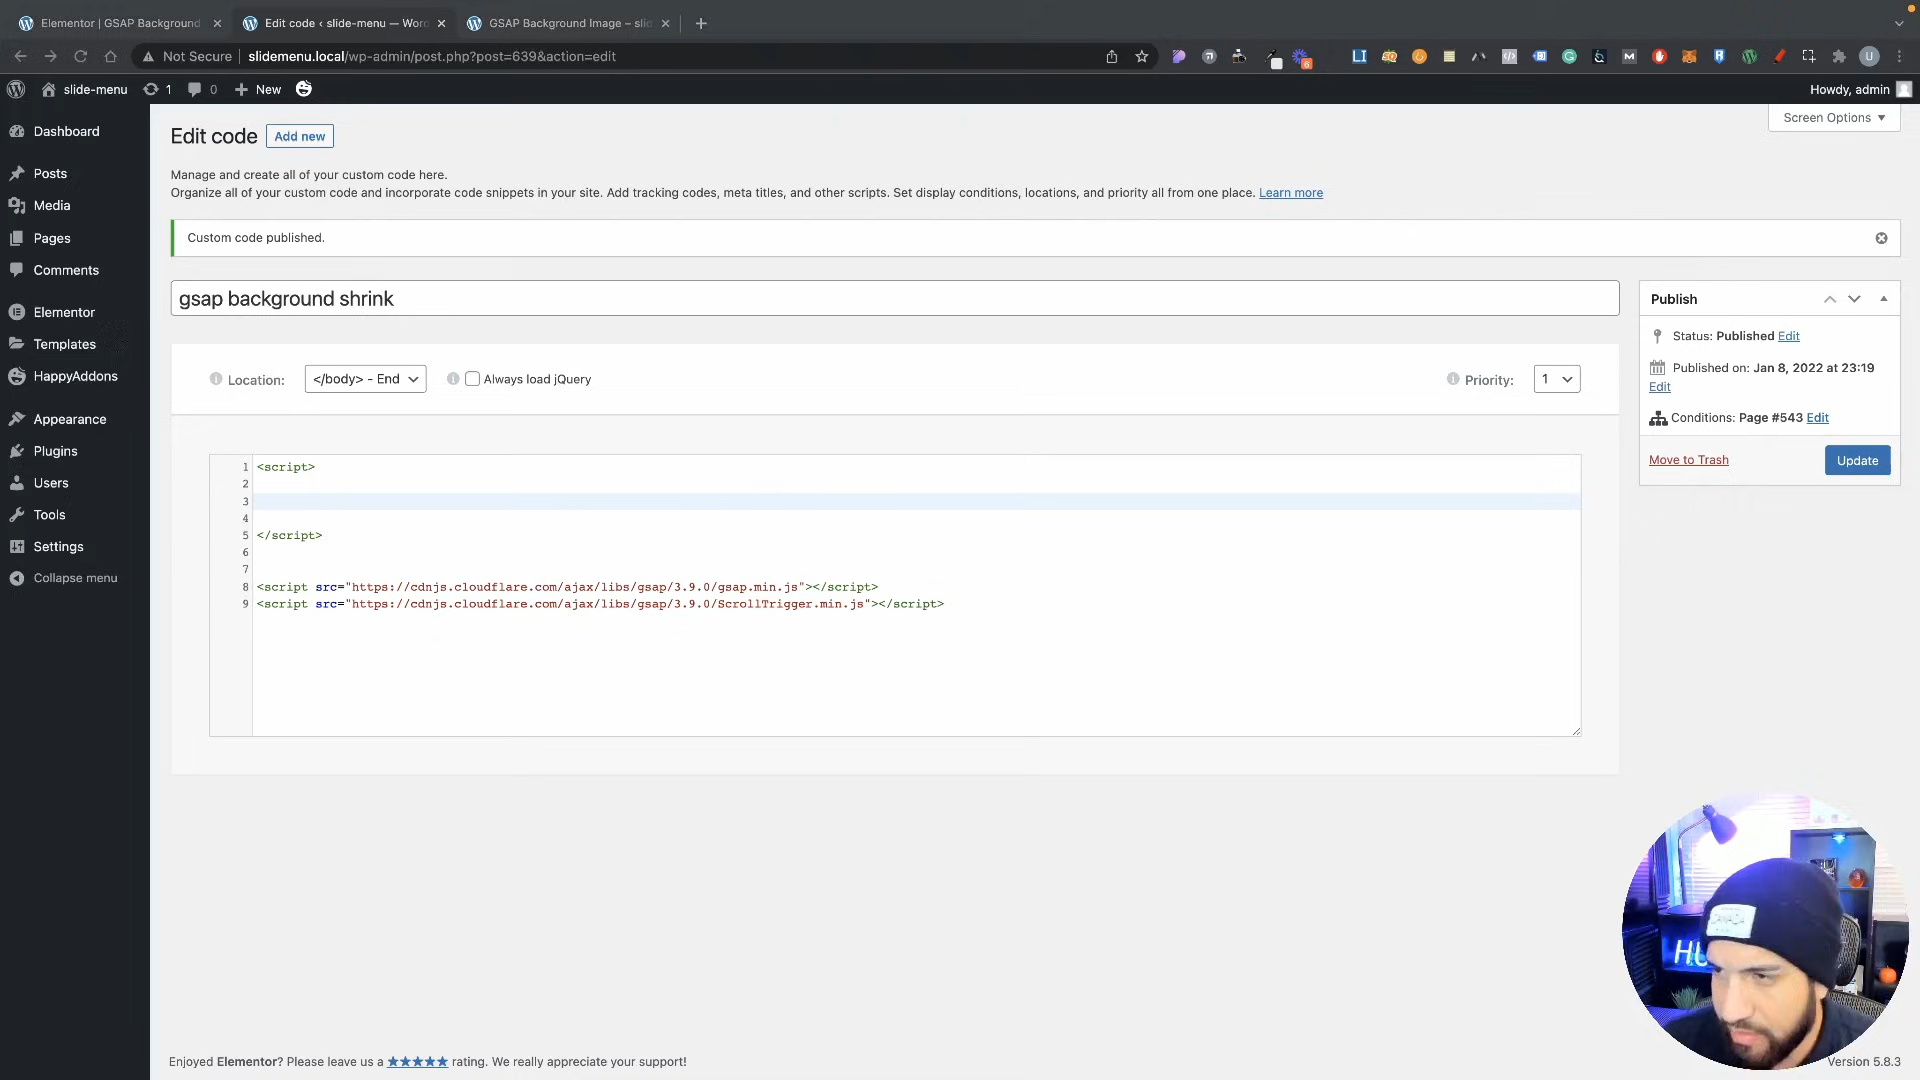 Elementor | GSAP Background
Edit code ‹ slide-menu — Wor
GSAP Background Image – sli
Not Secure
slidemenu.local/wp-admin/post.php?post=639&action=edit
slide-menu
1
0
New
Howdy, admin
Screen Options
Dashboard
Posts
Media
Pages
Comments
Elementor
Templates
HappyAddons
Appearance
Plugins
Users
Tools
Settings
Collapse menu
Edit code
Add new
Manage and create all of your custom code here.
Organize all of your custom code and incorporate code snippets in your site. Add tracking codes, meta titles, and other scripts. Set display conditions, locations, and priority all from one place. Learn more
Custom code published.
gsap background shrink
Location:
</body> - End
Always load jQuery
Priority:
1
1 <script>
2
3
4
5 </script>
6
7
8 <script src="https://cdnjs.cloudflare.com/ajax/libs/gsap/3.9.0/gsap.min.js"></script>
9 <script src="https://cdnjs.cloudflare.com/ajax/libs/gsap/3.9.0/ScrollTrigger.min.js"></script>
Publish
Status: Published Edit
Published on: Jan 8, 2022 at 23:19
Edit
Conditions: Page #543 Edit
Move to Trash
Update
HU
Enjoyed Elementor? Please leave us a ★★★★★ rating. We really appreciate your support!
Version 5.8.3